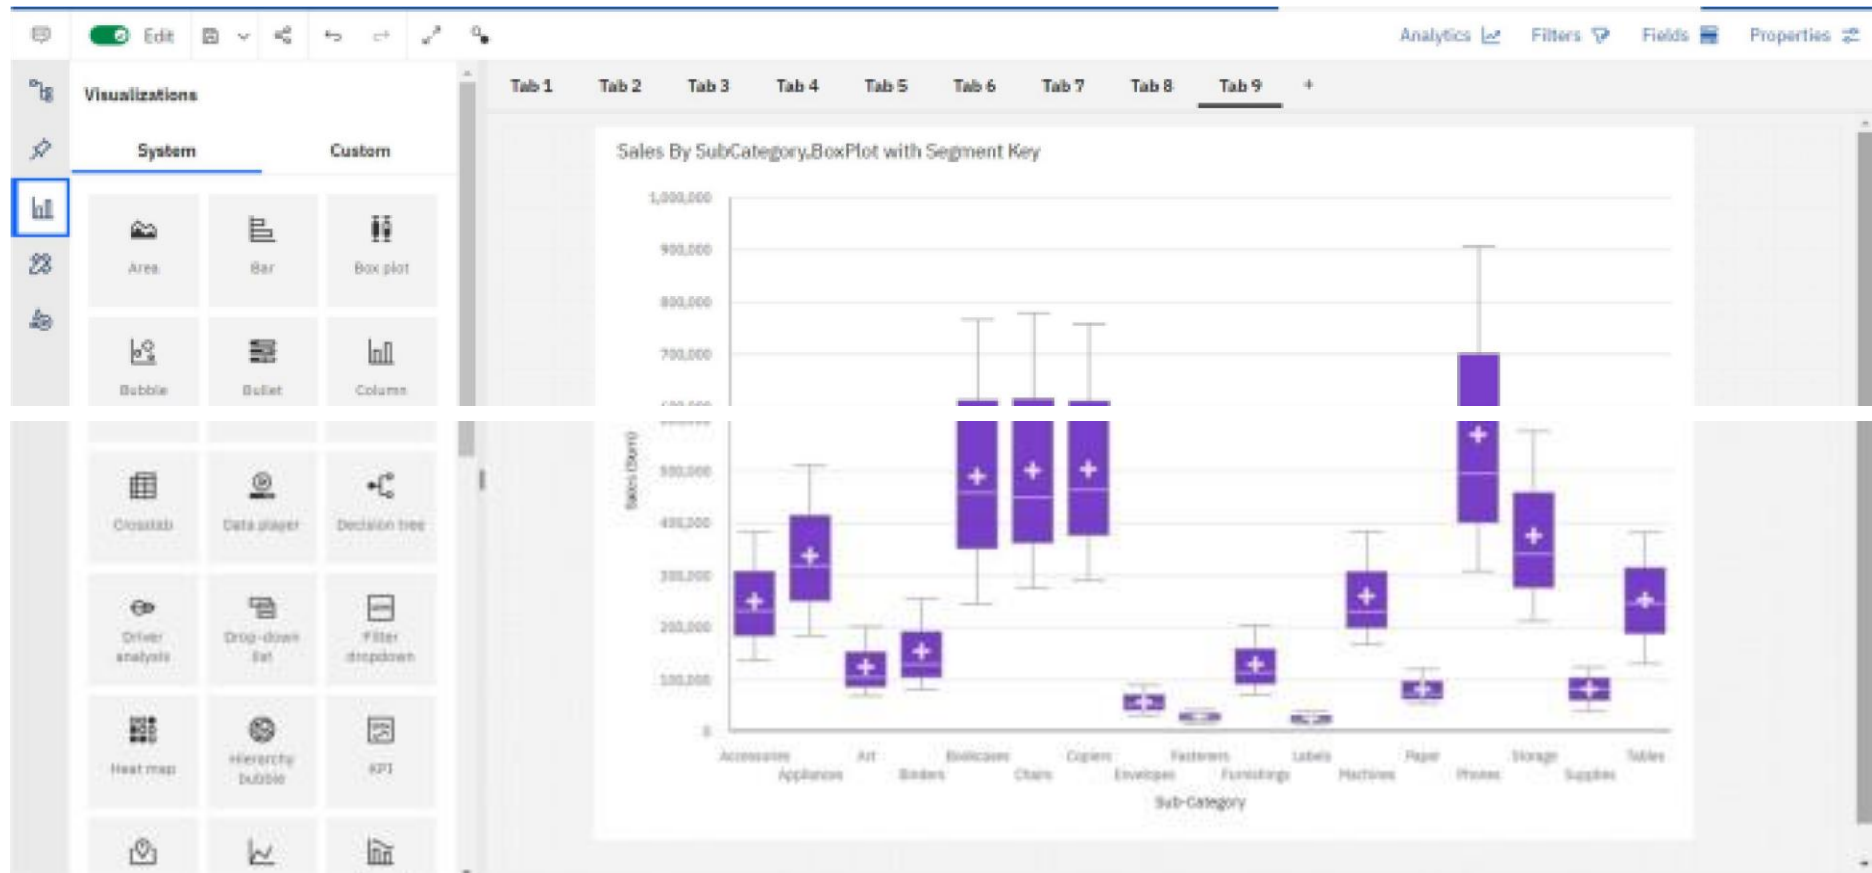 Edit
Analytics Filters Fields Properties
Visualizations
System Custom
Area Bar Box plot
Bubble Bullet Column
Crosstab Data player Decision tree
Driver analysis
Drop-down list
Filter dropdown
Heat map
Hierarchy bubble
KPI
Tab 1 Tab 2 Tab 3 Tab 4 Tab 5 Tab 6 Tab 7 Tab 8 Tab 9 +
Sales By SubCategory.BoxPlot with Segment Key
1,000,000
900,000
800,000
700,000
500,000
400,000
300,000
200,000
100,000
0
Sales (Sum)
Accessories Art Bookcases Copiers Fasteners Labels Paper Storage Tables
Appliances Binders Chairs Envelopes Furnishings Machines Phones Supplies
Sub-Category